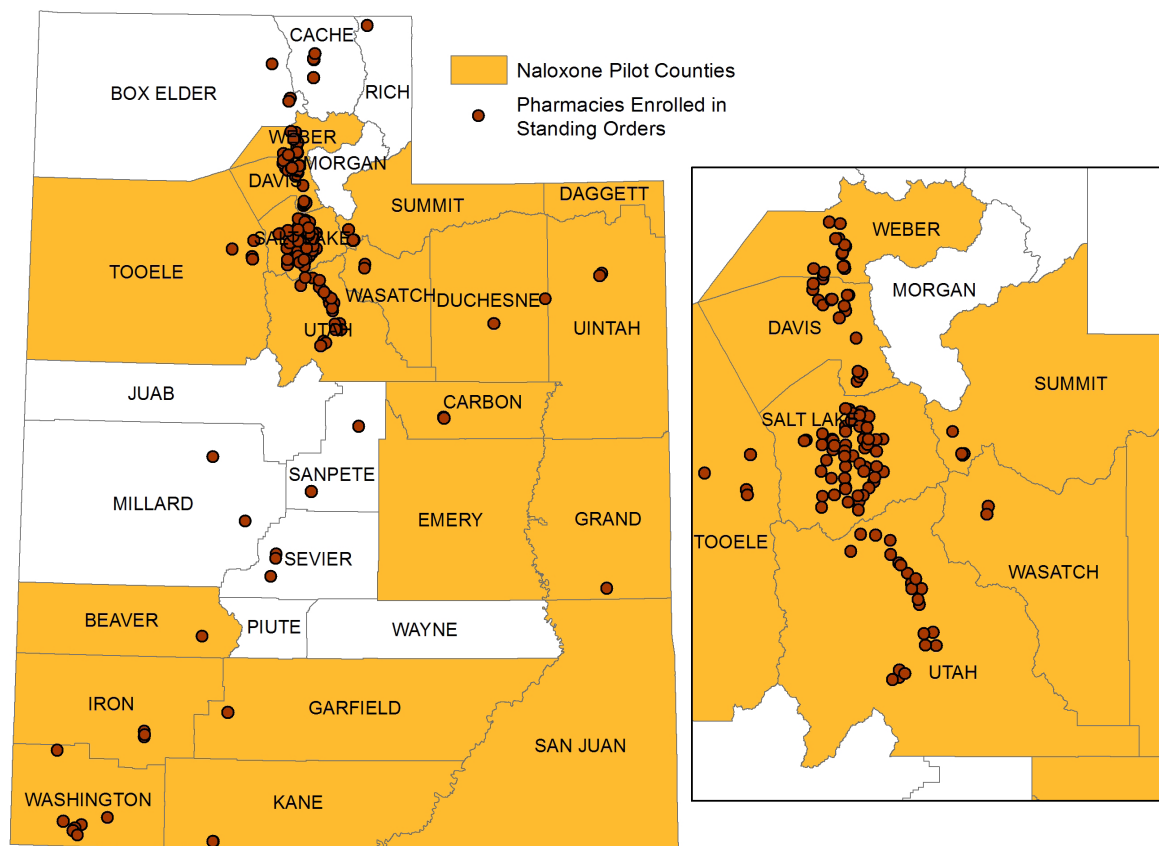 CACHE
Naloxone Pilot Counties
BOX ELDER
RICH
Pharmacies Enrolled in
Standing Orders
WEBER
MORGAN
DAVIS
SUMMIT
DAGGETT
SALT LAKE
TOOELE
WASATCH
DUCHESNE
UINTAH
UTAH
JUAB
CARBON
SANPETE
MILLARD
EMERY
GRAND
SEVIER
BEAVER
PIUTE
WAYNE
IRON
GARFIELD
SAN JUAN
WASHINGTON
KANE
WEBER
MORGAN
DAVIS
SUMMIT
SALT LAKE
TOOELE
WASATCH
UTAH